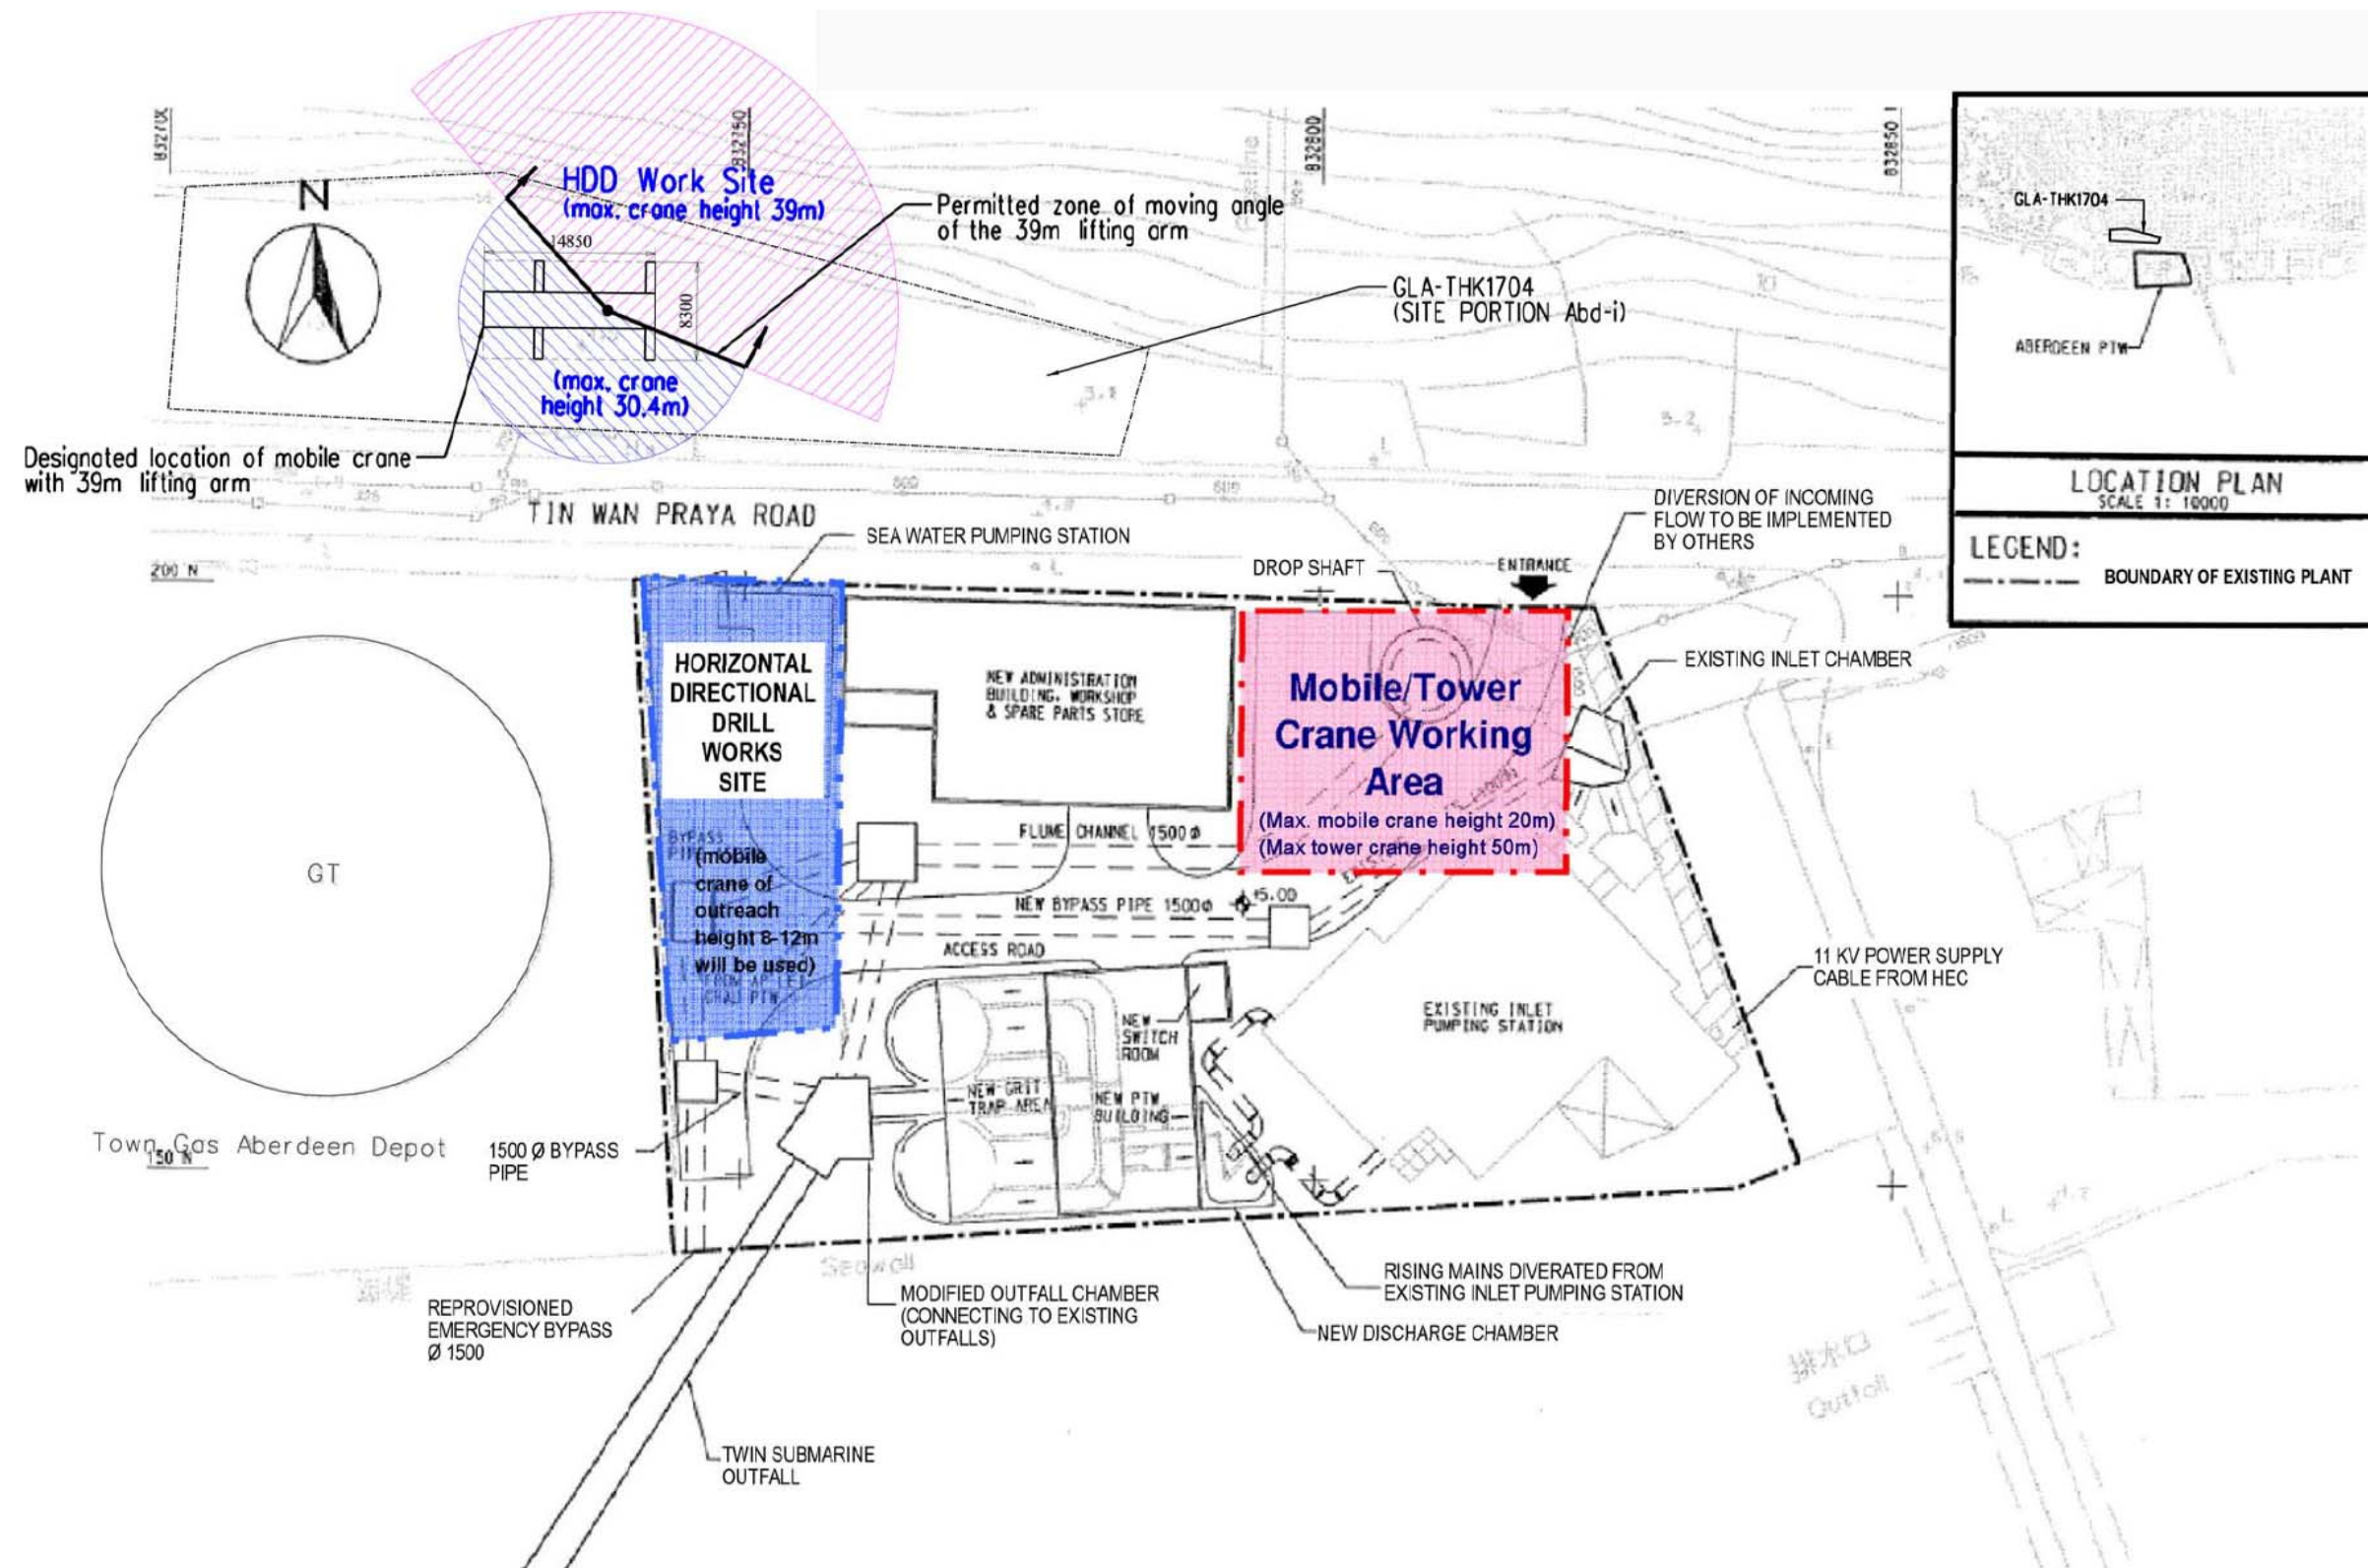 832750
832800
832850
N
HDD Work Site
(max. crane height 39m)
14850
8300
(max. crane
height 30.4m)
Permitted zone of moving angle
of the 39m lifting arm
GLA-THK1704
(SITE PORTION Abd-i)
Designated location of mobile crane
with 39m lifting arm
GLA-THK1704
ABERDEEN PTW
LOCATION PLAN
SCALE 1: 10000
LEGEND:
BOUNDARY OF EXISTING PLANT
TIN WAN PRAYA ROAD
SEA WATER PUMPING STATION
DROP SHAFT
ENTRANCE
DIVERSION OF INCOMING
FLOW TO BE IMPLEMENTED
BY OTHERS
200 N
HORIZONTAL
DIRECTIONAL
DRILL
WORKS
SITE
NEW ADMINISTRATION
BUILDING, WORKSHOP
& SPARE PARTS STORE
Mobile/Tower
Crane Working
Area
(Max. mobile crane height 20m)
(Max tower crane height 50m)
EXISTING INLET CHAMBER
GT
BYPASS
(mobile
crane of
outreach
height 8-12m
will be used)
FLUME CHANNEL 1500 Ø
NEW BYPASS PIPE 1500Ø
+5.00
ACCESS ROAD
11 KV POWER SUPPLY
CABLE FROM HEC
NEW
SWITCH
ROOM
EXISTING INLET
PUMPING STATION
NEW GRIT
TRAP AREA
NEW PTW
BUILDING
Town Gas Aberdeen Depot
150 N
1500 Ø BYPASS
PIPE
Seawall
REPROVISIONED
EMERGENCY BYPASS
Ø 1500
MODIFIED OUTFALL CHAMBER
(CONNECTING TO EXISTING
OUTFALLS)
RISING MAINS DIVERATED FROM
EXISTING INLET PUMPING STATION
NEW DISCHARGE CHAMBER
排水口
Outfall
TWIN SUBMARINE
OUTFALL